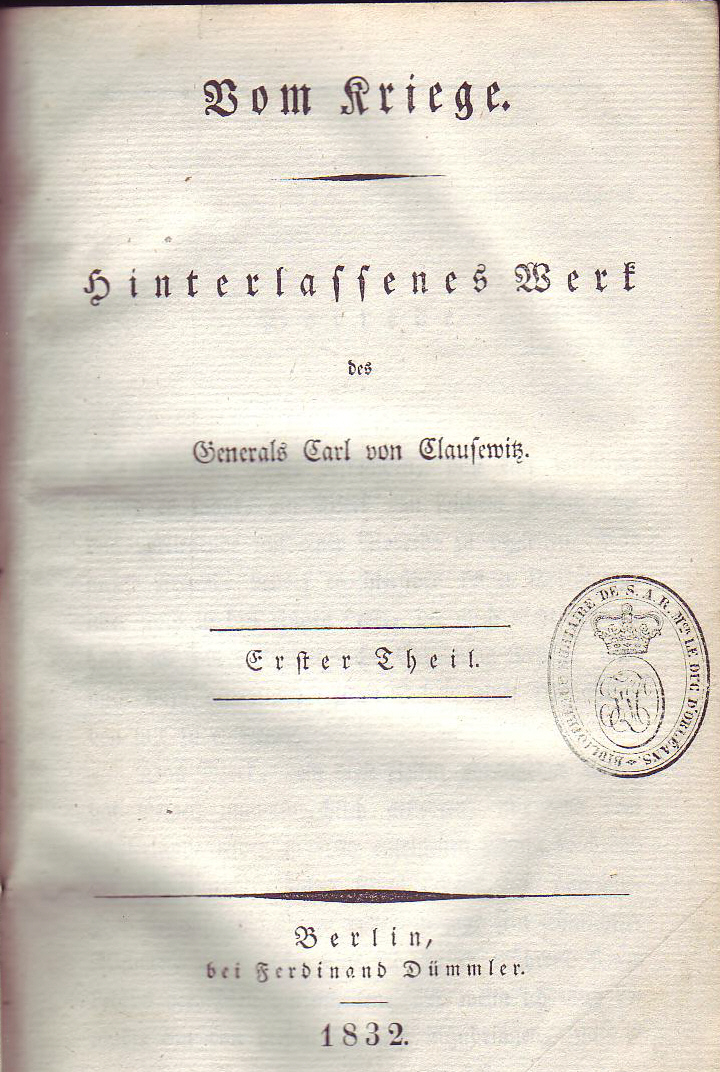 Vom Kriege.
Hinterlaſſenes Werk
des
Generals Carl von Clauſewitz.
Erſter Theil.
BIBLIOTHEQUE MILITAIRE DE S. A. R. Mgr LE DUC D'ORLÉANS.
Berlin,
bei Ferdinand Dümmler.
1832.